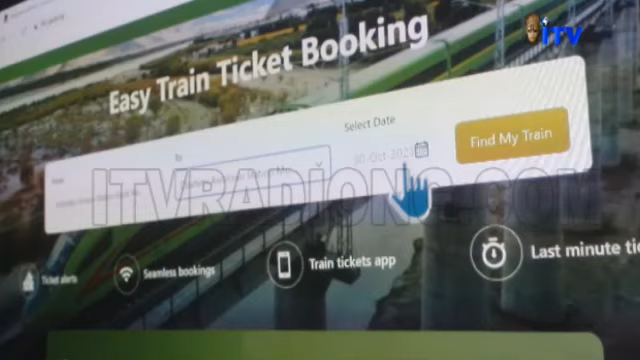 itv
Easy Train Ticket Booking
Select Date
To
30-Oct-2023
Find My Train
ITVRADIONG.COM
Ticket alerts
Seamless bookings
Train tickets app
Last minute tic